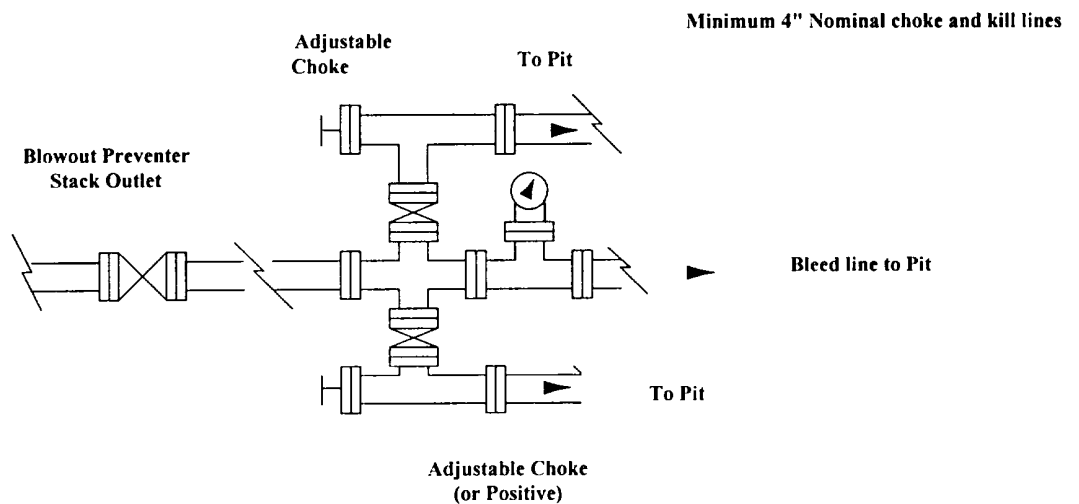 Minimum 4" Nominal choke and kill lines
Adjustable
Choke
To Pit
Blowout Preventer
Stack Outlet
Bleed line to Pit
To Pit
Adjustable Choke
(or Positive)